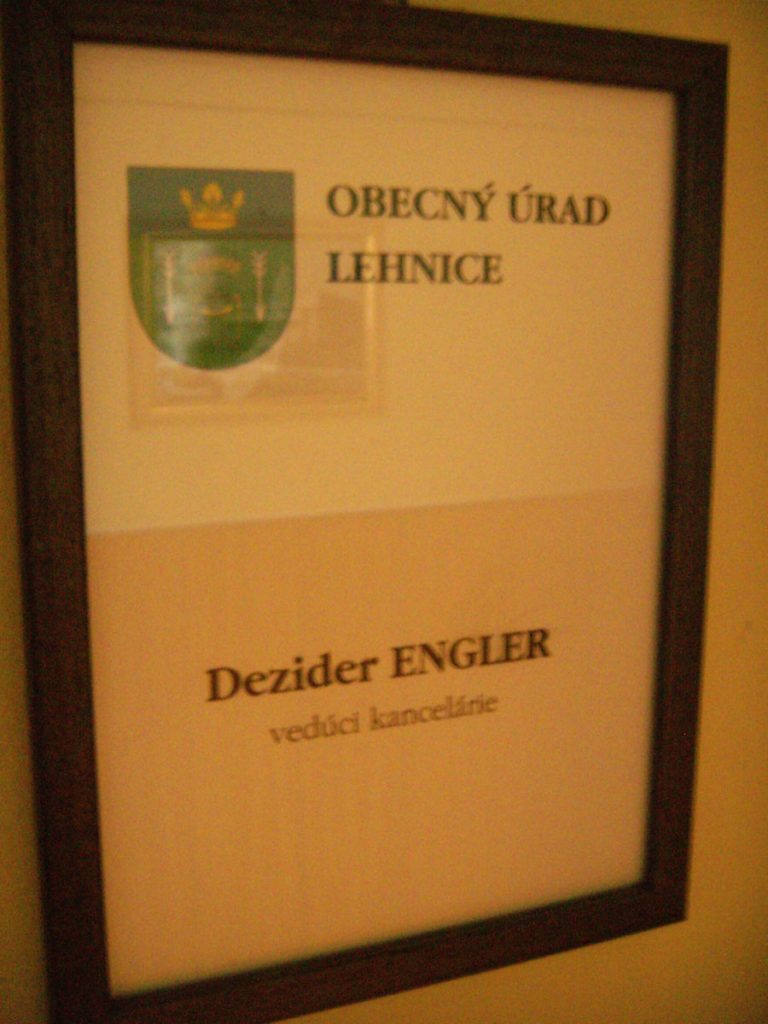 OBECNÝ ÚRAD
LEHNICE
Dezider ENGLER
vedúci kancelárie